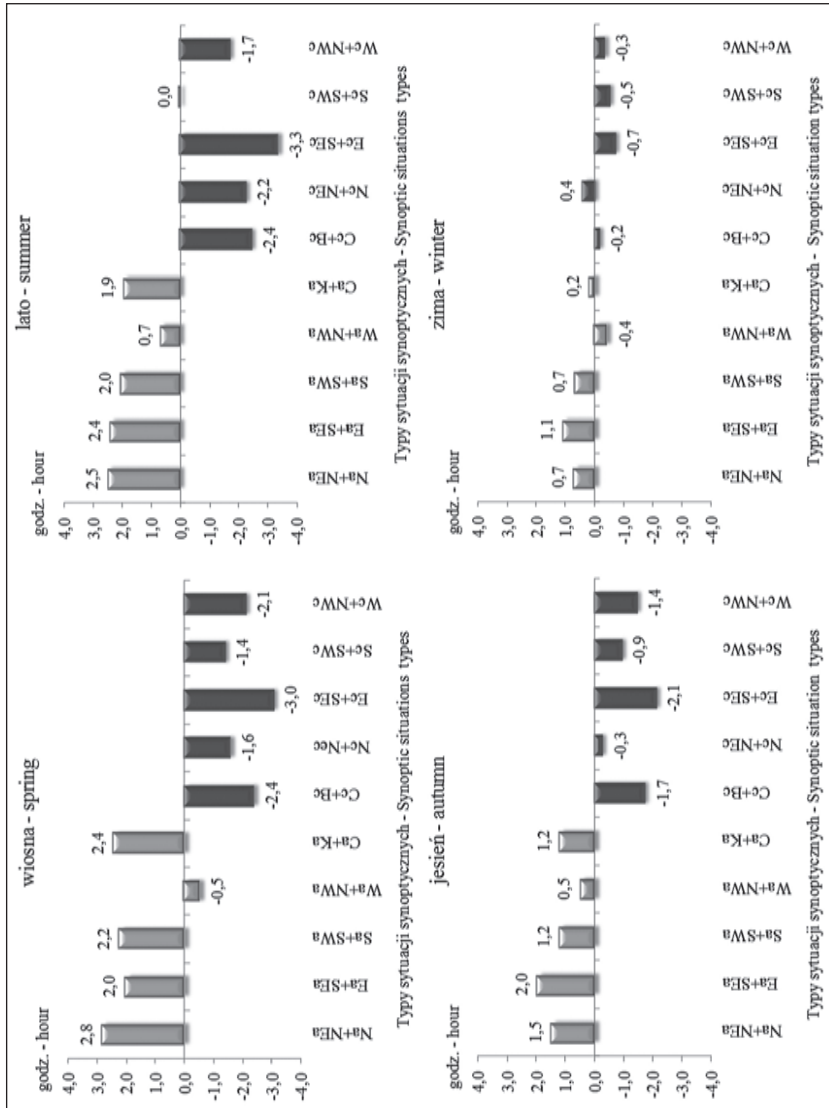 wiosna - spring
godz. - hour
4,0
3,0
2,0
1,0
0,0
-1,0
-2,0
-3,0
-4,0
2,8
2,0
2,2
-0,5
2,4
-2,4
-1,6
-3,0
-1,4
-2,1
Na+NEa
Ea+SEa
Sa+SWa
Wa+NWa
Ca+Ka
Cc+Bc
Nc+Nec
Ec+SEc
Sc+SWc
Wc+NWc
Typy sytuacji synoptycznych - Synoptic situations types
lato - summer
godz. - hour
4,0
3,0
2,0
1,0
0,0
-1,0
-2,0
-3,0
-4,0
2,5
2,4
2,0
0,7
1,9
-2,4
-2,2
-3,3
0,0
-1,7
Na+NEa
Ea+SEa
Sa+SWa
Wa+NWa
Ca+Ka
Cc+Bc
Nc+NEc
Ec+SEc
Sc+SWc
Wc+NWc
Typy sytuacji synoptycznych - Synoptic situations types
jesień - autumn
godz. - hour
4,0
3,0
2,0
1,0
0,0
-1,0
-2,0
-3,0
-4,0
1,5
2,0
1,2
0,5
1,2
-1,7
-0,3
-2,1
-0,9
-1,4
Na+NEa
Ea+SEa
Sa+SWa
Wa+NWa
Ca+Ka
Cc+Bc
Nc+NEc
Ec+SEc
Sc+SWc
Wc+NWc
Typy sytuacji synoptycznych - Synoptic situation types
zima - winter
godz. - hour
4,0
3,0
2,0
1,0
0,0
-1,0
-2,0
-3,0
-4,0
0,7
1,1
0,7
-0,4
0,2
-0,2
0,4
-0,7
-0,5
-0,3
Na+NEa
Ea+SEa
Sa+SWa
Wa+NWa
Ca+Ka
Cc+Bc
Nc+NEc
Ec+SEc
Sc+SWc
Wc+NWc
Typy sytuacji synoptycznych - Synoptic situation types